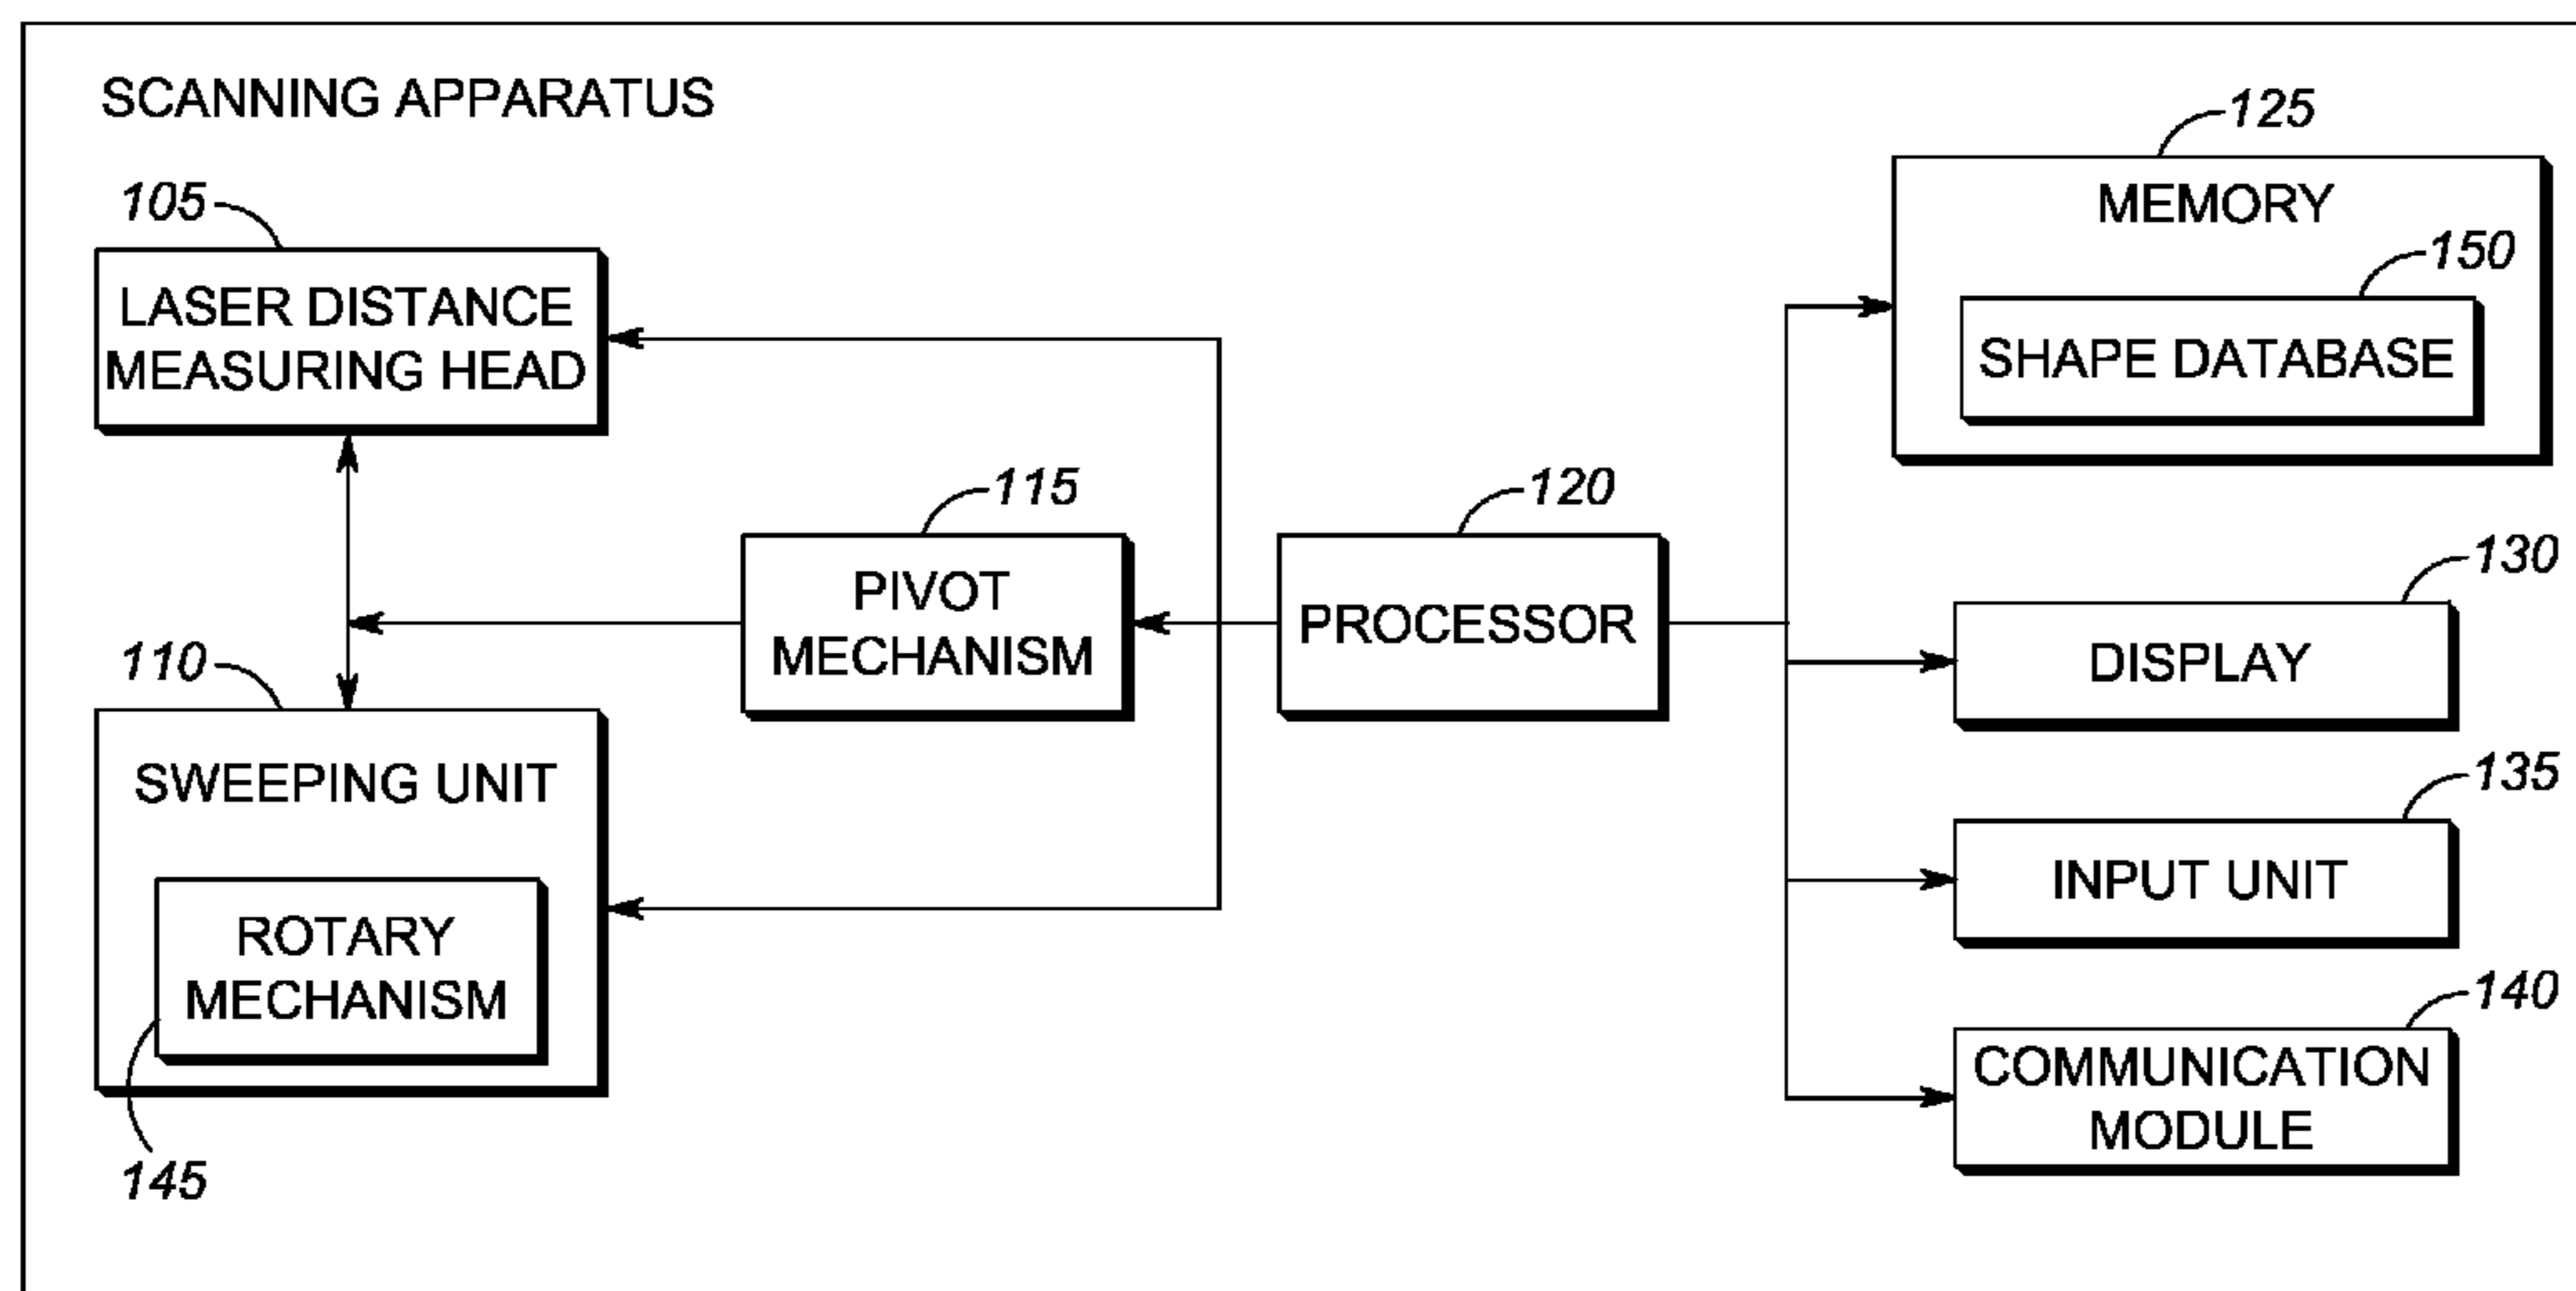 SCANNING APPARATUS
105
LASER DISTANCE
MEASURING HEAD
110
SWEEPING UNIT
ROTARY
MECHANISM
145
115
PIVOT
MECHANISM
120
PROCESSOR
125
MEMORY
150
SHAPE DATABASE
130
DISPLAY
135
INPUT UNIT
140
COMMUNICATION
MODULE